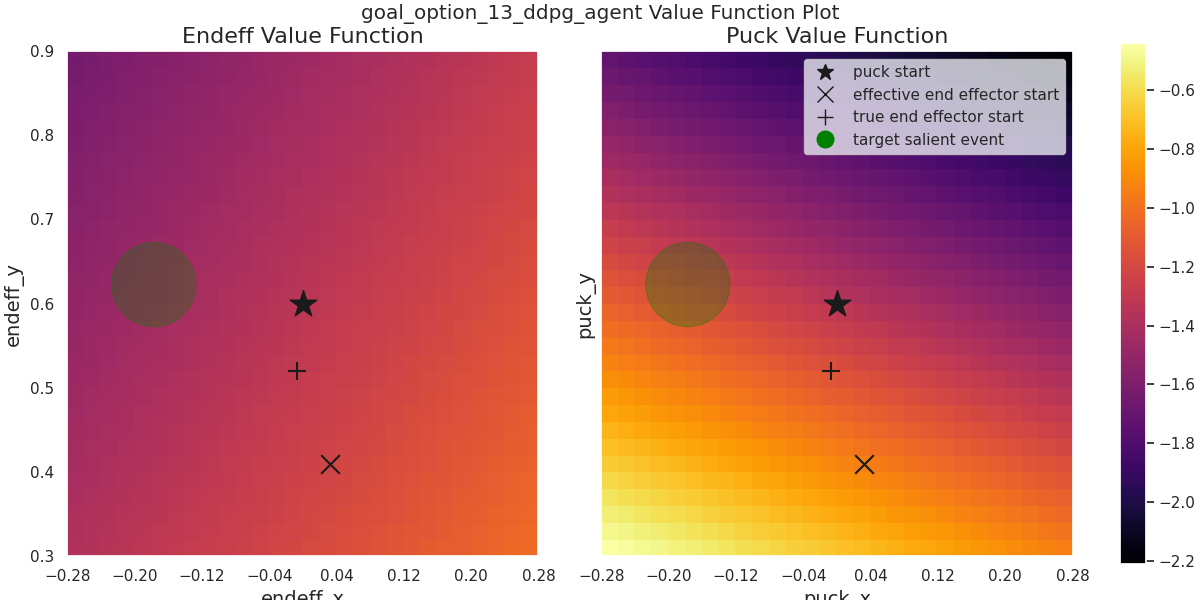 goal_option_13_ddpg_agent Value Function Plot
Endeff Value Function
Puck Value Function
0.9
0.8
0.7
0.6
0.5
0.4
0.3
endeff_y
−0.28 −0.20 −0.12 −0.04 0.04 0.12 0.20 0.28
endeff_x
puck start
effective end effector start
true end effector start
target salient event
puck_y
−0.28 −0.20 −0.12 −0.04 0.04 0.12 0.20 0.28
puck_x
−0.6
−0.8
−1.0
−1.2
−1.4
−1.6
−1.8
−2.0
−2.2